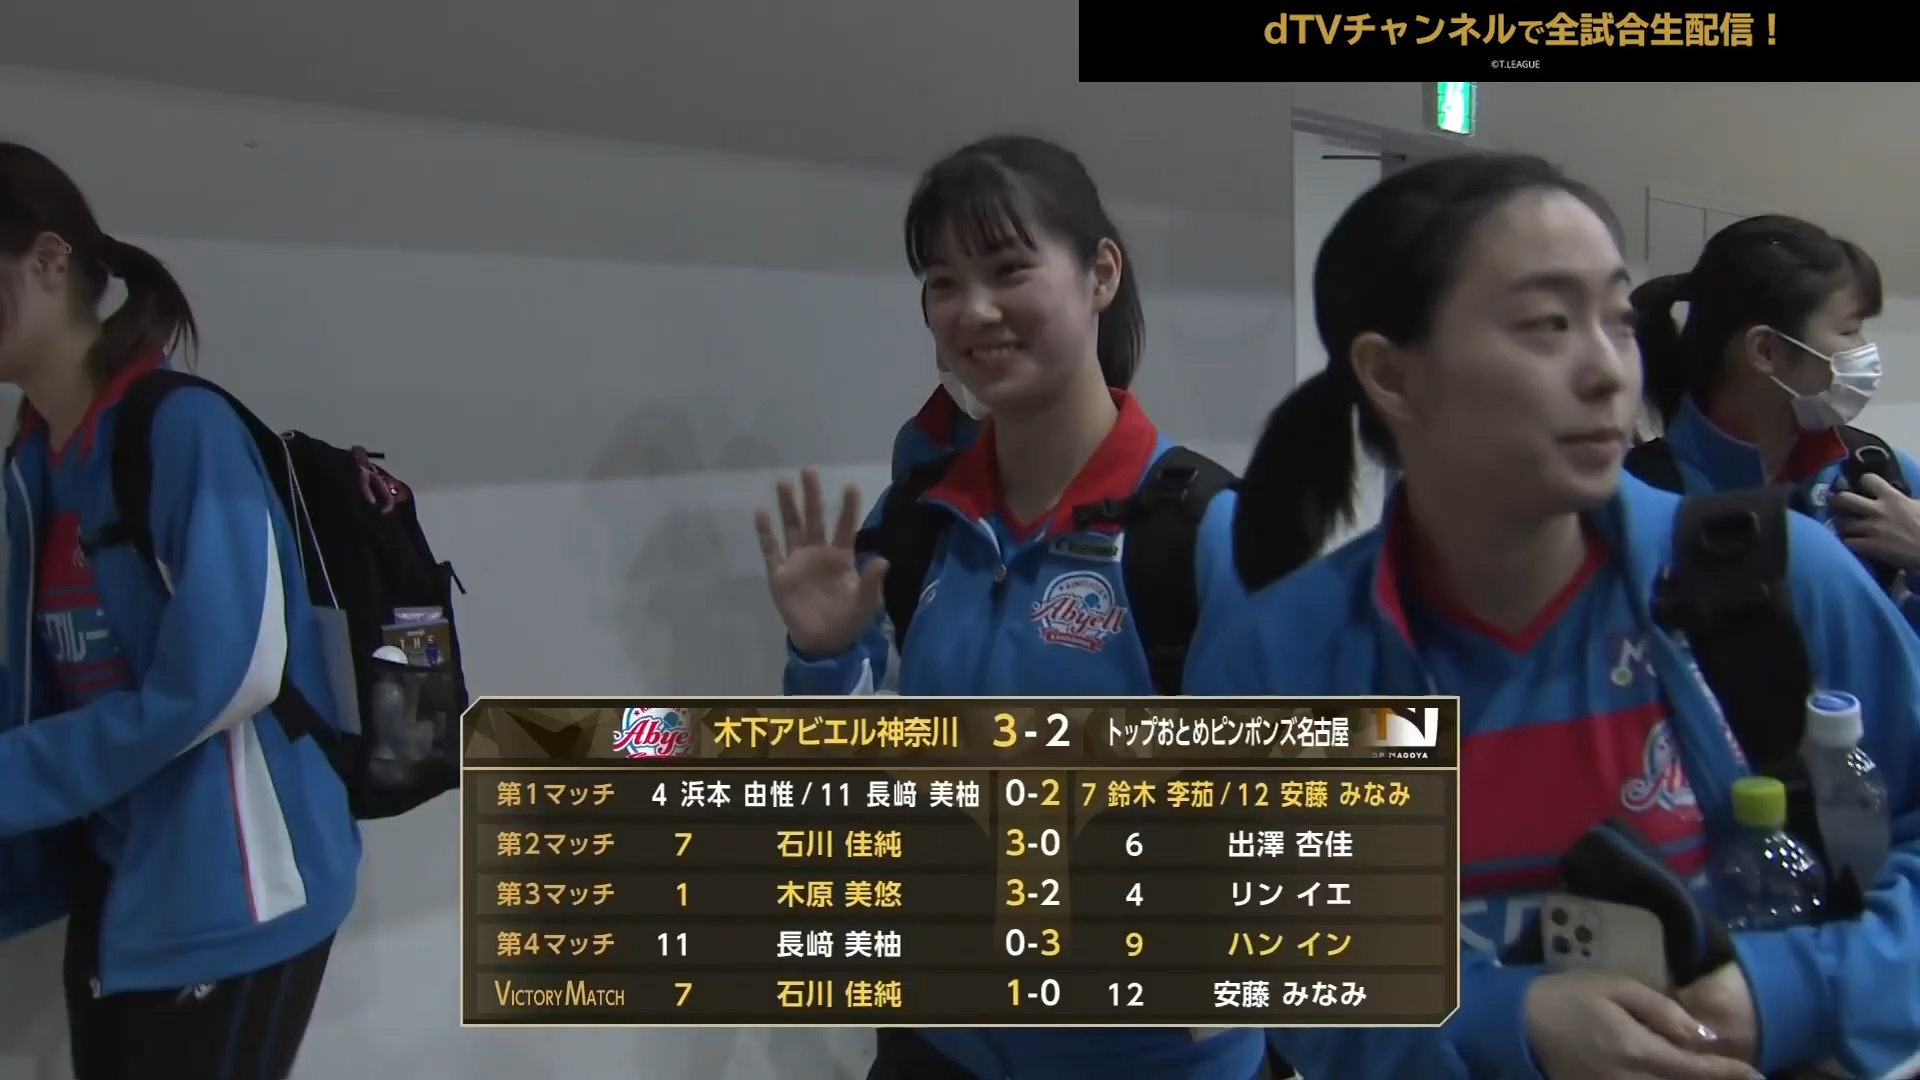 dTVチャンネルで全試合生配信！
©T.LEAGUE
Abyell
木下アビエル神奈川 3-2 トップおとめピンポンズ名古屋
第1マッチ 4 浜本 由惟/11 長﨑 美柚 0-2 7 鈴木 李茄/12 安藤 みなみ
第2マッチ 7 石川 佳純 3-0 6 出澤 杏佳
第3マッチ 1 木原 美悠 3-2 4 リン イエ
第4マッチ 11 長﨑 美柚 0-3 9 ハン イン
VICTORY MATCH 7 石川 佳純 1-0 12 安藤 みなみ